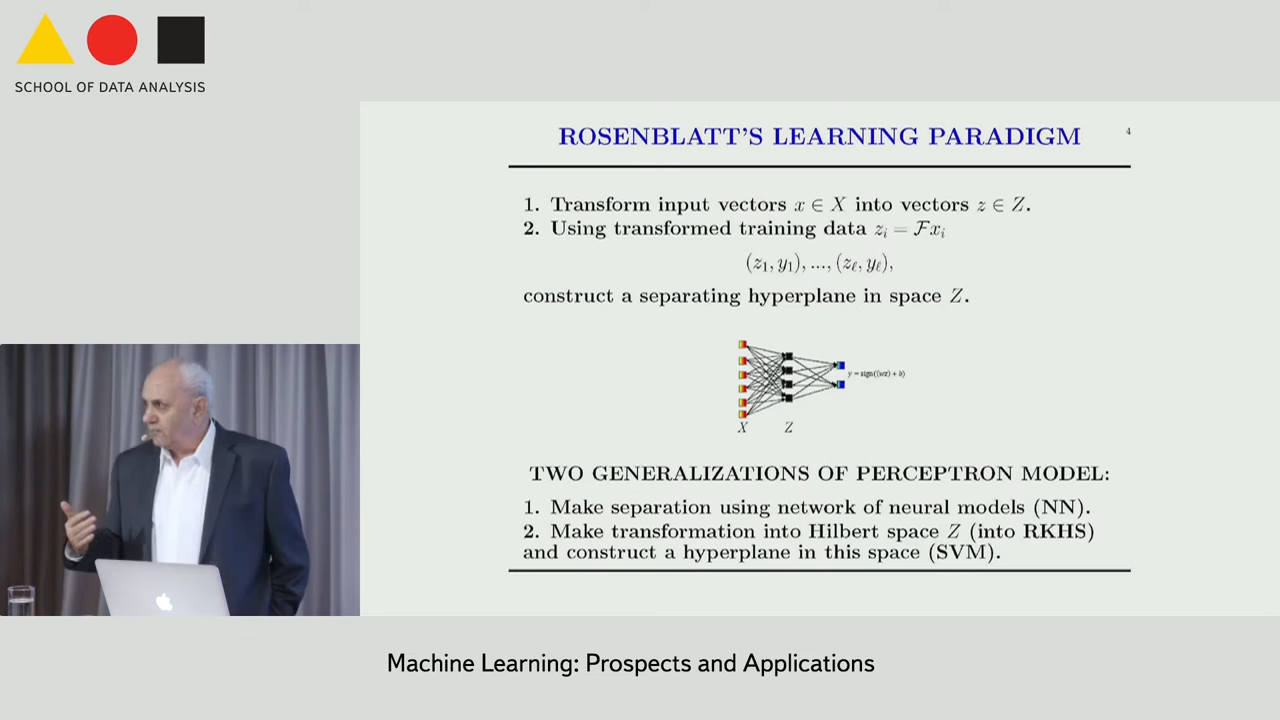 SCHOOL OF DATA ANALYSIS
ROSENBLATT'S LEARNING PARADIGM
4
1. Transform input vectors x ∈ X into vectors z ∈ Z.
2. Using transformed training data zᵢ = ℱxᵢ
(z₁, y₁), ..., (zℓ, yℓ),
construct a separating hyperplane in space Z.
y = sign((wz) + b)
X Z
TWO GENERALIZATIONS OF PERCEPTRON MODEL:
1. Make separation using network of neural models (NN).
2. Make transformation into Hilbert space Z (into RKHS)
and construct a hyperplane in this space (SVM).
Machine Learning: Prospects and Applications